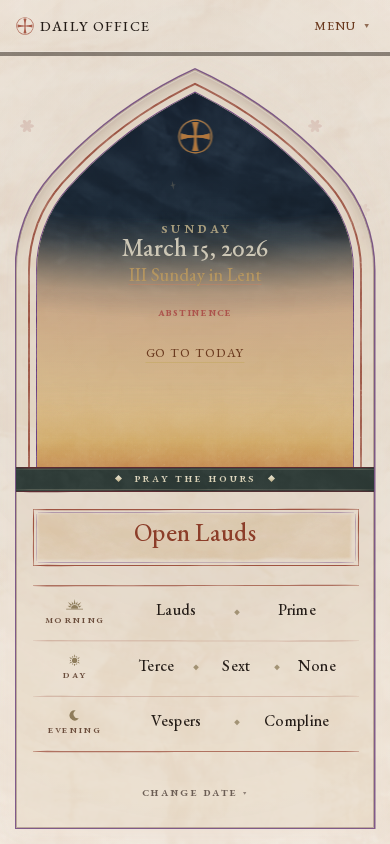 DAILY OFFICE
MENU
SUNDAY
March 15, 2026
III Sunday in Lent
ABSTINENCE
GO TO TODAY
PRAY THE HOURS
Open Lauds
MORNING
Lauds
Prime
DAY
Terce
Sext
None
EVENING
Vespers
Compline
CHANGE DATE